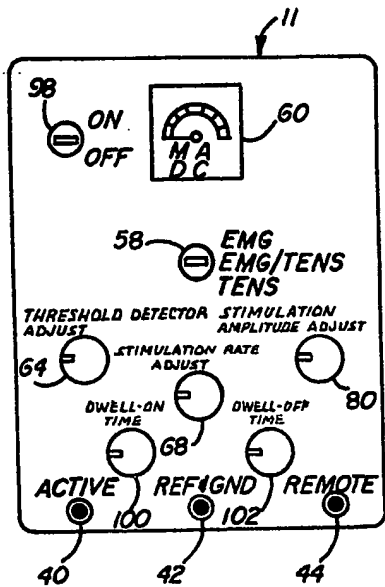 11
98
ON
OFF
M A
D C
60
58
EMG
EMG/TENS
TENS
THRESHOLD DETECTOR ADJUST
STIMULATION AMPLITUDE ADJUST
STIMULATION RATE ADJUST
64
80
68
DWELL-ON TIME
DWELL-OFF TIME
100
102
ACTIVE
REF&GND
REMOTE
40
42
44